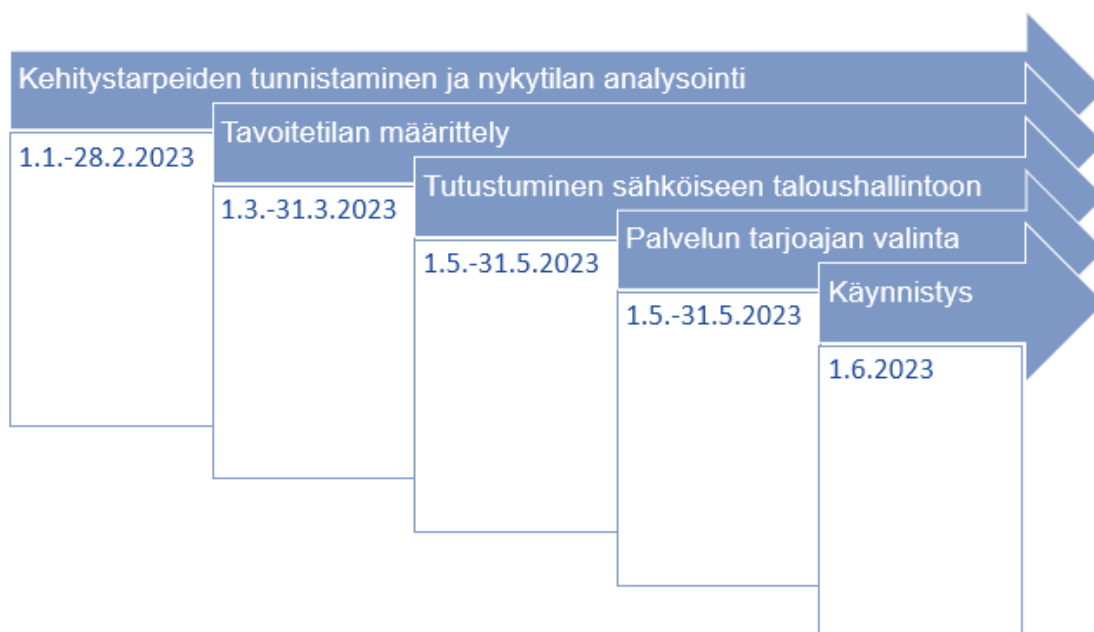 Kehitystarpeiden tunnistaminen ja nykytilan analysointi
1.1.-28.2.2023
Tavoitetilan määrittely
1.3.-31.3.2023
Tutustuminen sähköiseen taloushallintoon
1.5.-31.5.2023
Palvelun tarjoajan valinta
1.5.-31.5.2023
Käynnistys
1.6.2023